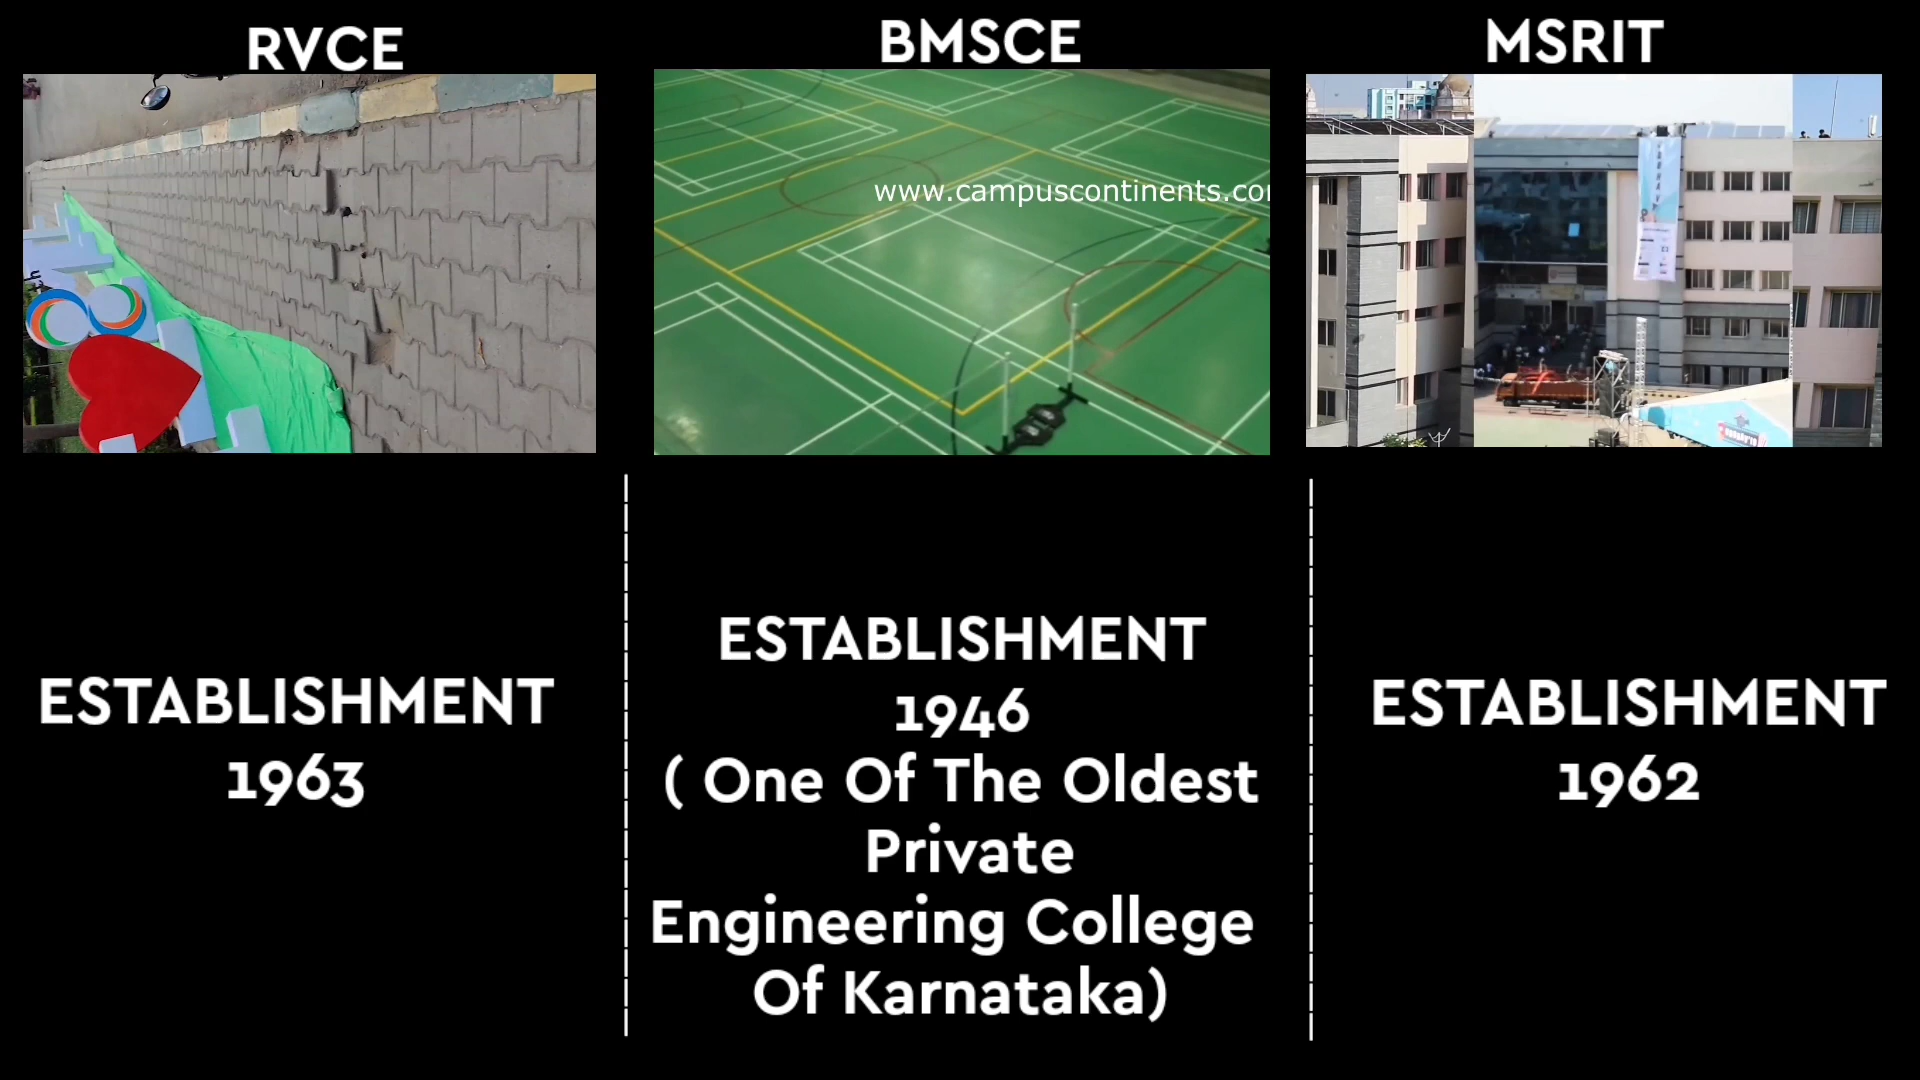 RVCE
BMSCE
MSRIT
www.campuscontinents.co
ESTABLISHMENT
1963
ESTABLISHMENT
1946
( One Of The Oldest
Private
Engineering College
Of Karnataka)
ESTABLISHMENT
1962